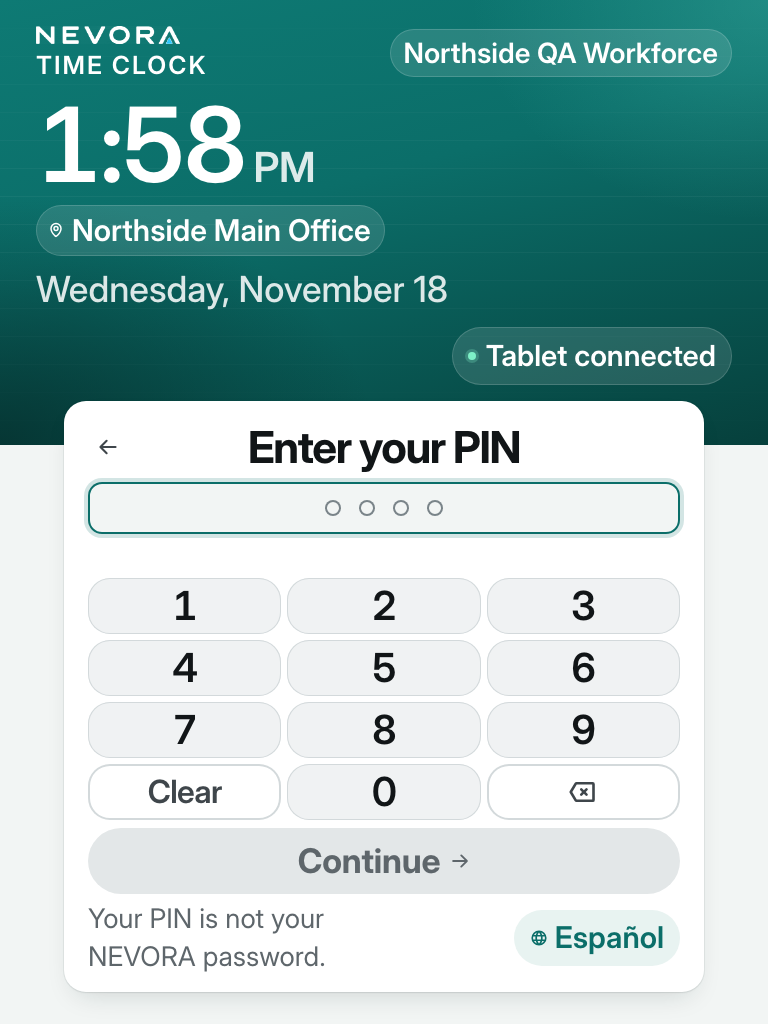 NEVORA
TIME CLOCK
Northside QA Workforce
1:58 PM
Northside Main Office
Wednesday, November 18
Tablet connected
Enter your PIN
1 2 3
4 5 6
7 8 9
Clear 0
Continue
Your PIN is not your
NEVORA password.
Español